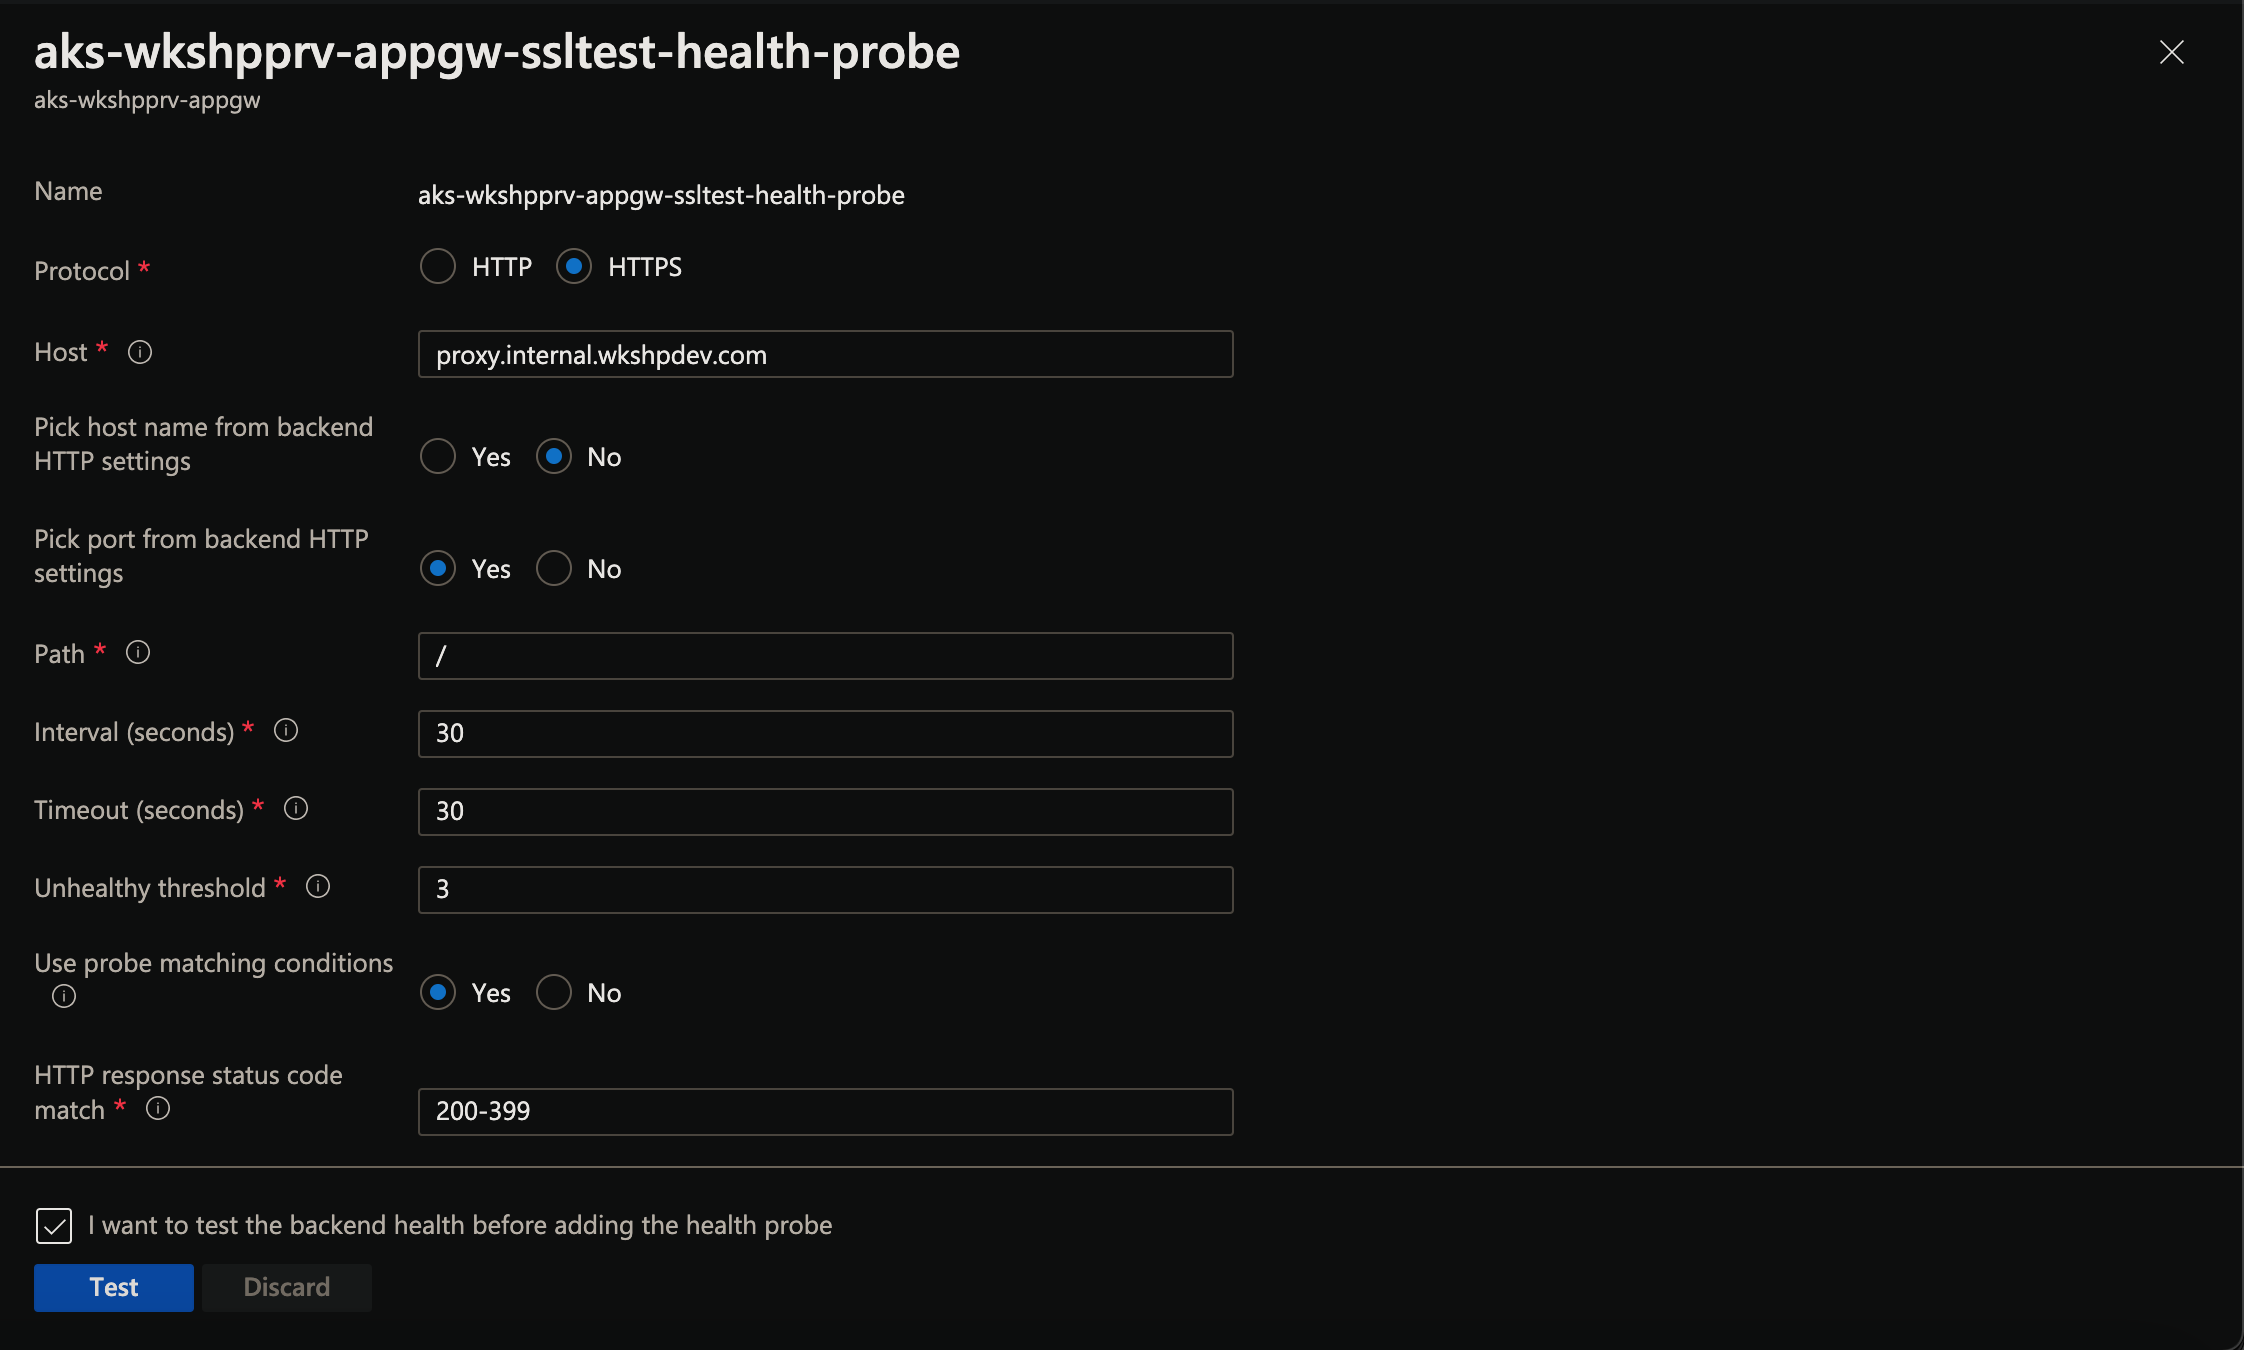 aks-wkshpprv-appgw-ssltest-health-probe
aks-wkshpprv-appgw
Name
aks-wkshpprv-appgw-ssltest-health-probe
Protocol *
HTTP HTTPS
Host *
proxy.internal.wkshpdev.com
Pick host name from backend
HTTP settings
Yes No
Pick port from backend HTTP
settings
Yes No
Path *
/
Interval (seconds) *
30
Timeout (seconds) *
30
Unhealthy threshold *
3
Use probe matching conditions
Yes No
HTTP response status code
match *
200-399
I want to test the backend health before adding the health probe
Test Discard